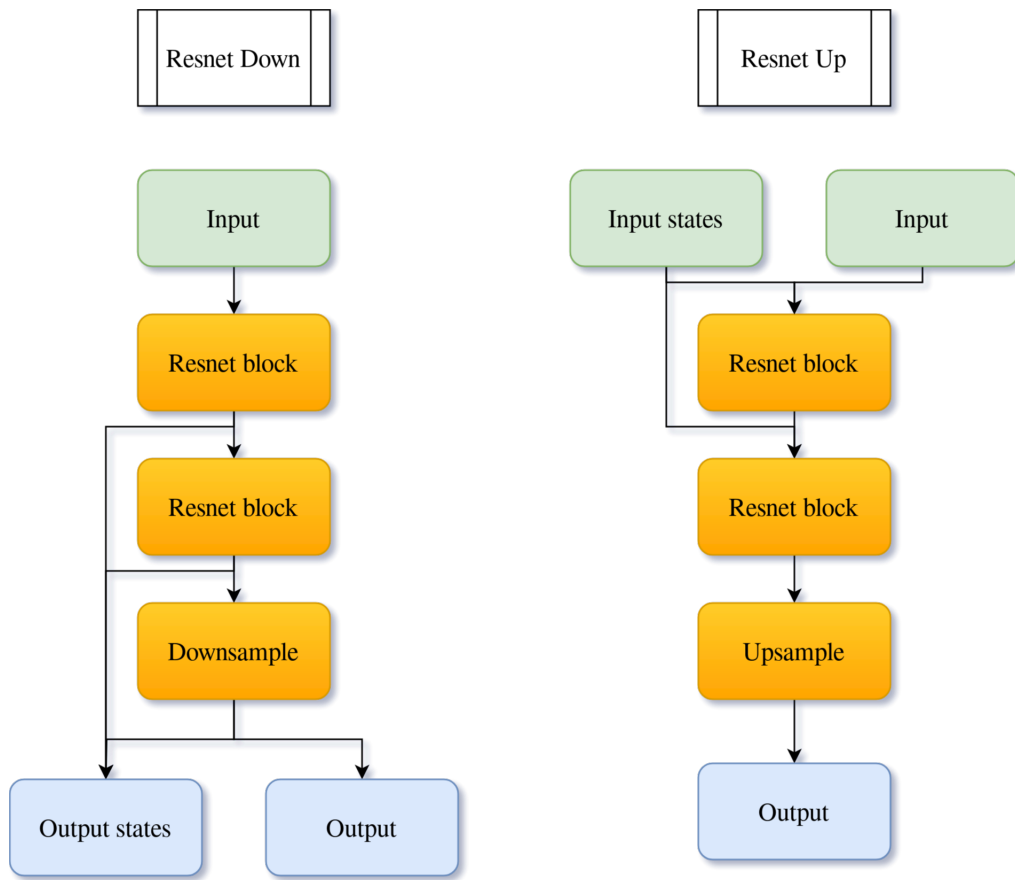 Resnet Down
Input
Resnet block
Resnet block
Downsample
Output states
Output
Resnet Up
Input states
Input
Resnet block
Resnet block
Upsample
Output